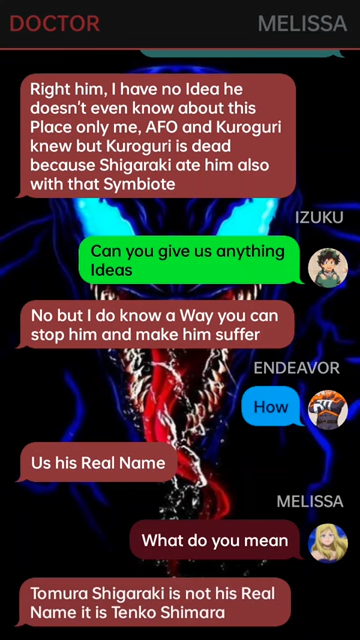 DOCTOR
MELISSA
Right him, I have no Idea he
doesn't even know about this
Place only me, AFO and Kuroguri
knew but Kuroguri is dead
because Shigaraki ate him also
with that Symbiote
IZUKU
Can you give us anything
Ideas
No but I do know a Way you can
stop him and make him suffer
ENDEAVOR
How
Us his Real Name
MELISSA
What do you mean
Tomura Shigaraki is not his Real
Name it is Tenko Shimara